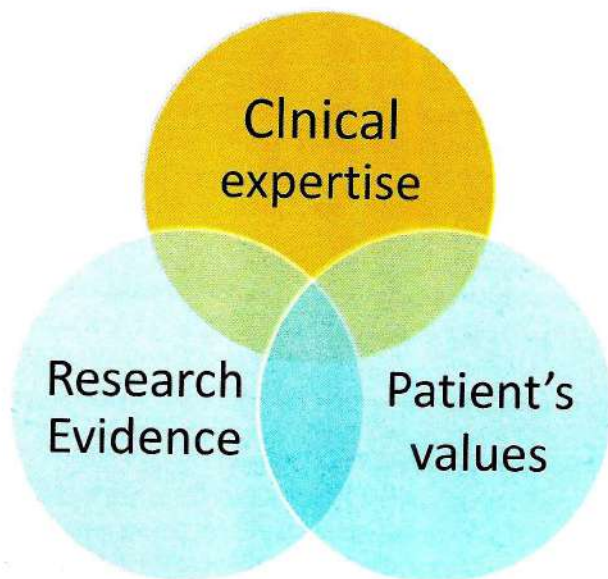 Clnical
expertise
Research
Evidence
Patient's
values